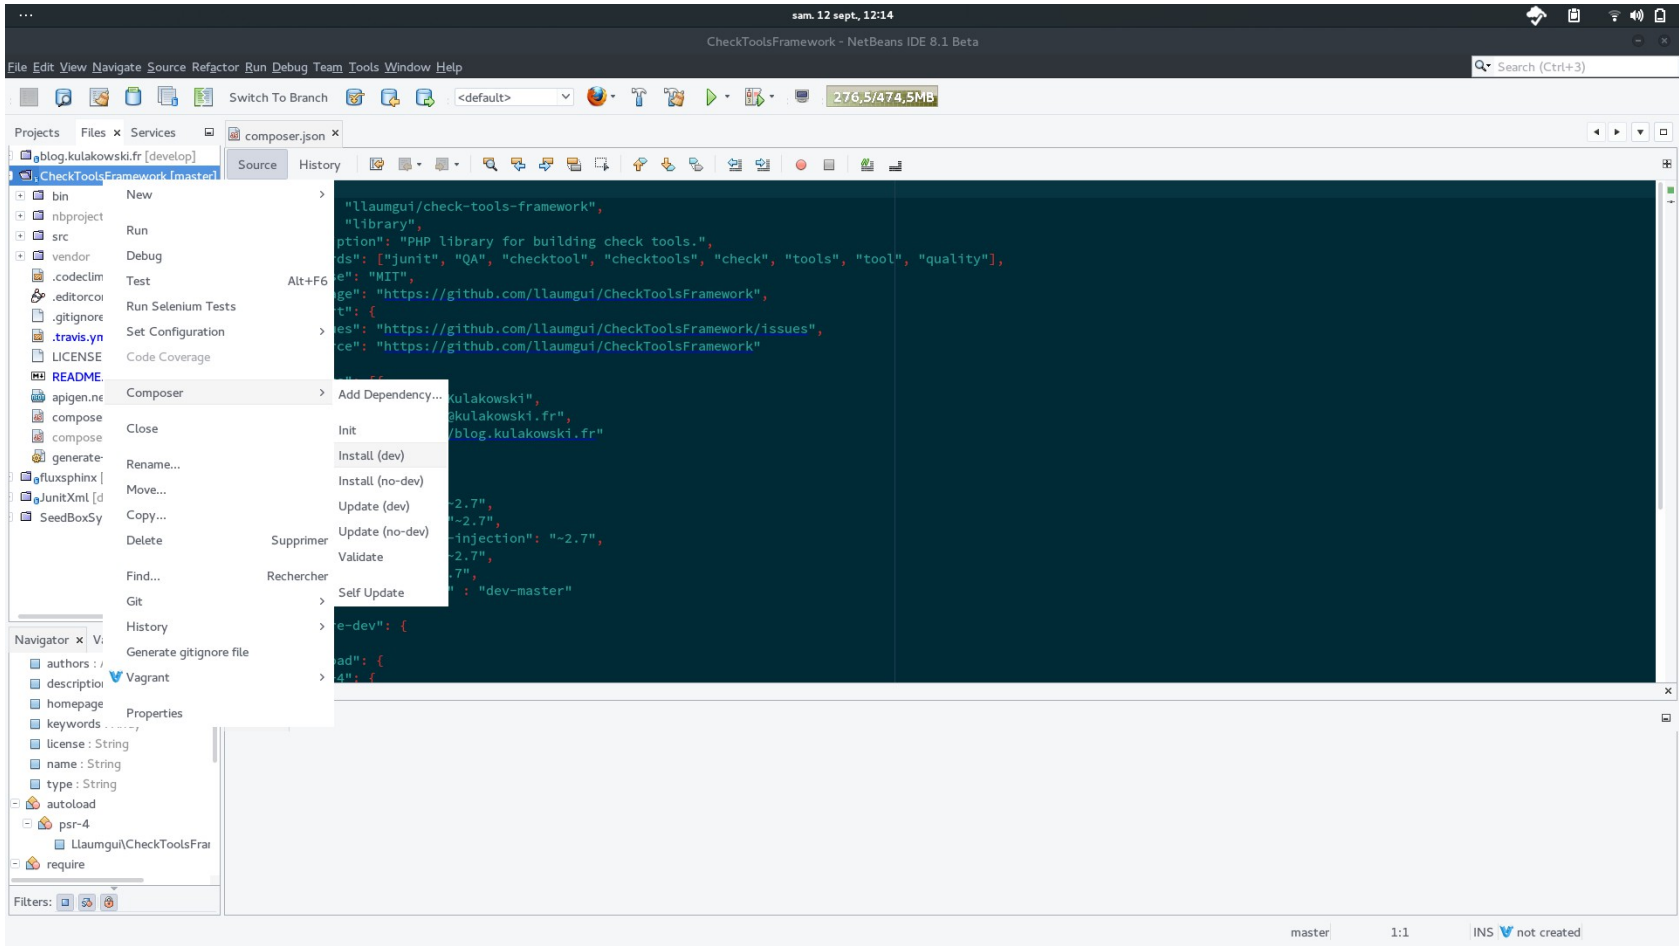 ...
sam. 12 sept., 12:14
CheckToolsFramework - NetBeans IDE 8.1 Beta
File Edit View Navigate Source Refactor Run Debug Team Tools Window Help
Search (Ctrl+3)
Switch To Branch
<default>
276,5/474,5MB
Projects Files × Services
composer.json ×
blog.kulakowski.fr [develop]
CheckToolsFramework [master]
bin
nbproject
src
vendor
.codeclim
.editorcor
.gitignore
.travis.ym
LICENSE
README.
apigen.ne
compose
compose
generate-
fluxsphinx [
JunitXml [d
SeedBoxSy
Source History
New
Run
Debug
Test Alt+F6
Run Selenium Tests
Set Configuration
Code Coverage
Composer
Close
Rename...
Move...
Copy...
Delete Supprimer
Find... Rechercher
Git
History
Generate gitignore file
Vagrant
Properties
Add Dependency...
Init
Install (dev)
Install (no-dev)
Update (dev)
Update (no-dev)
Validate
Self Update
"llaumgui/check-tools-framework",
"library",
ption": "PHP library for building check tools.",
ds": ["junit", "QA", "checktool", "checktools", "check", "tools", "tool", "quality"],
e": "MIT",
ge": "https://github.com/llaumgui/CheckToolsFramework",
t": {
es": "https://github.com/llaumgui/CheckToolsFramework/issues",
ce": "https://github.com/llaumgui/CheckToolsFramework"
": [{
Kulakowski",
@kulakowski.fr",
/blog.kulakowski.fr"
~2.7",
"~2.7",
-injection": "~2.7",
~2.7",
.7",
" : "dev-master"
e-dev": {
ad": {
4": {
Navigator × Va
authors : A
description
homepage
keywords : Array
license : String
name : String
type : String
autoload
psr-4
Llaumgui\CheckToolsFrar
require
Filters:
master
1:1
INS
not created